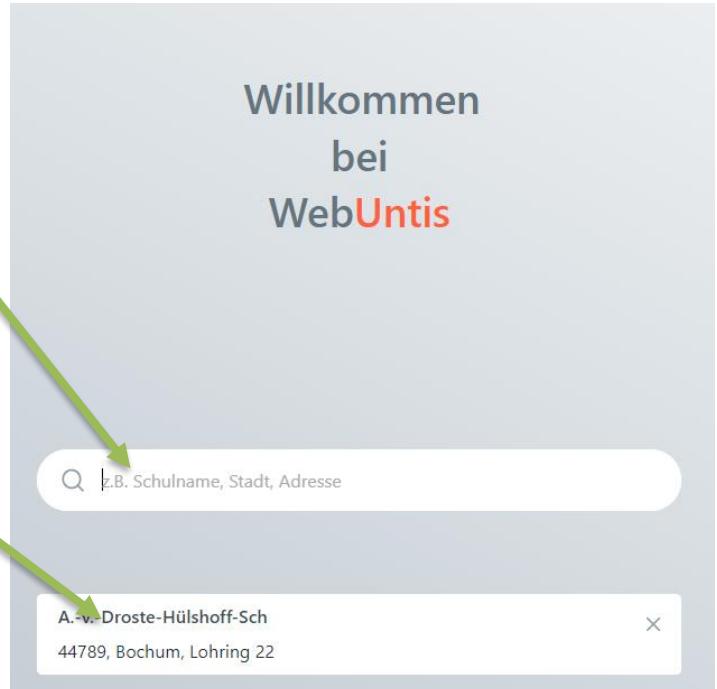 Willkommen
bei
WebUntis
z.B. Schulname, Stadt, Adresse
A.-v.-Droste-Hülshoff-Sch
44789, Bochum, Lohring 22